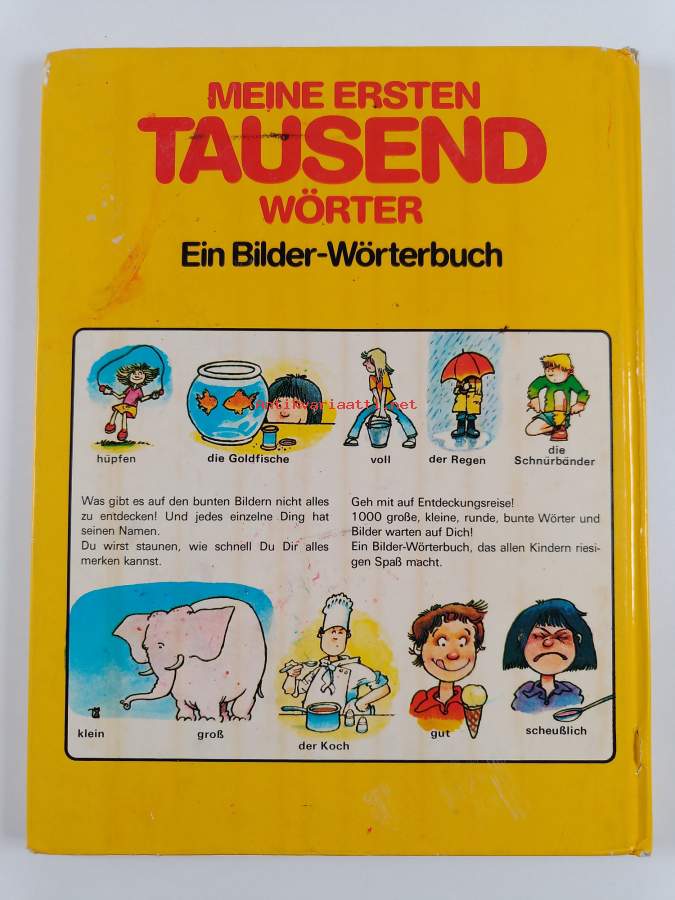 MEINE ERSTEN
TAUSEND
WÖRTER
Ein Bilder-Wörterbuch
Antikvariaatti.net
hüpfen
die Goldfische
voll
der Regen
die
Schnürbänder
Was gibt es auf den bunten Bildern nicht alles
zu entdecken! Und jedes einzelne Ding hat
seinen Namen.
Du wirst staunen, wie schnell Du Dir alles
merken kannst.
Geh mit auf Entdeckungsreise!
1000 große, kleine, runde, bunte Wörter und
Bilder warten auf Dich!
Ein Bilder-Wörterbuch, das allen Kindern riesi-
gen Spaß macht.
klein
groß
der Koch
gut
scheußlich